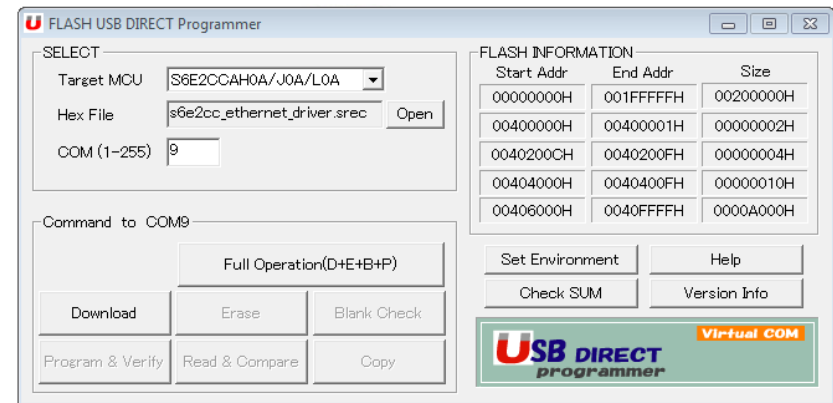 FLASH USB DIRECT Programmer
SELECT
Target MCU S6E2CCAH0A/J0A/L0A
Hex File s6e2cc_ethernet_driver.srec Open
COM (1-255) 9
Command to COM9
Full Operation(D+E+B+P)
Download Erase Blank Check
Program & Verify Read & Compare Copy
FLASH INFORMATION
Start Addr End Addr Size
00000000H 001FFFFFH 00200000H
00400000H 00400001H 00000002H
0040200CH 0040200FH 00000004H
00404000H 0040400FH 00000010H
00406000H 0040FFFFH 0000A000H
Set Environment Help
Check SUM Version Info
Virtual COM
USB DIRECT
programmer